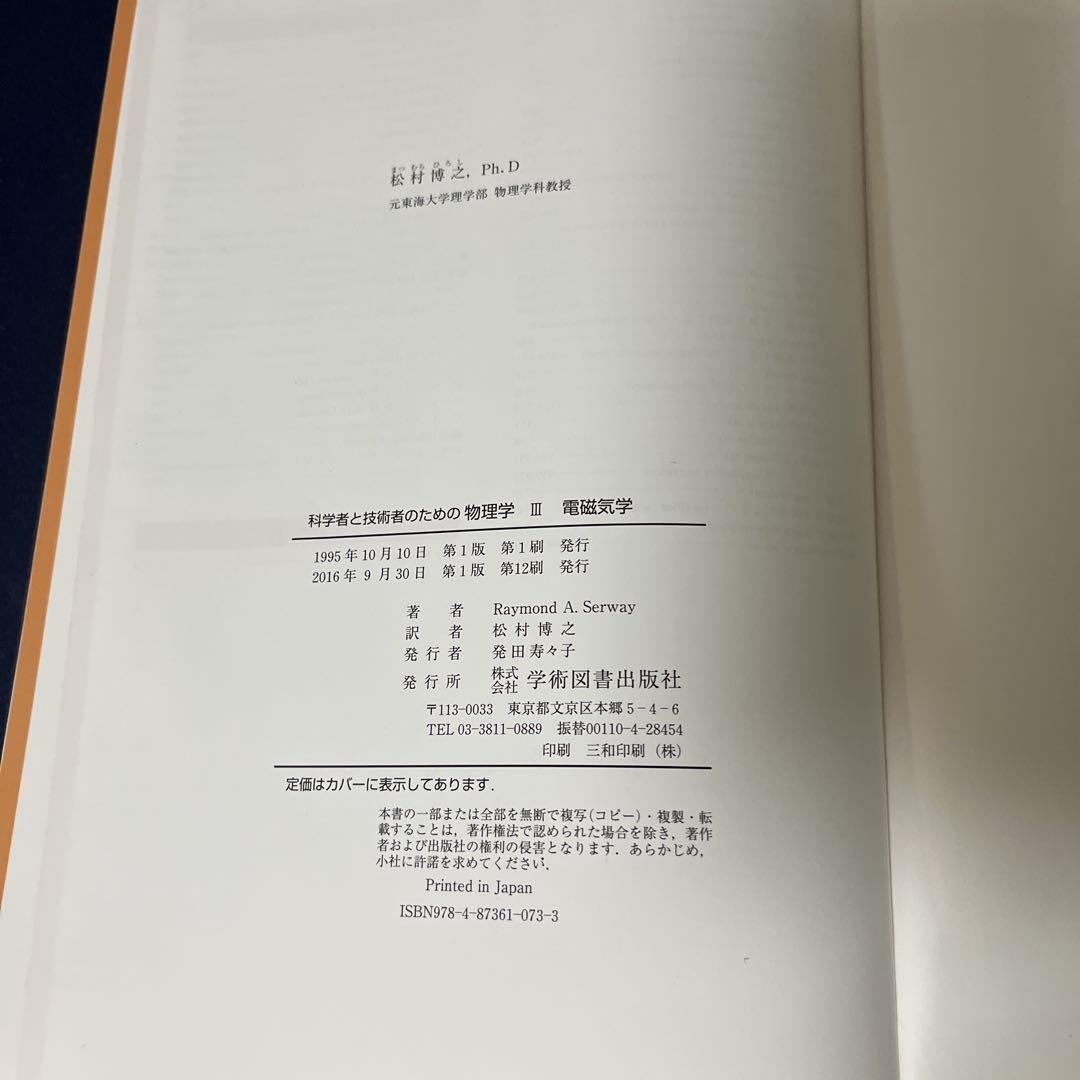 まつ むら ひろ し
松村博之, Ph.D
元東海大学理学部 物理学科教授
科学者と技術者のための 物理学 Ⅲ 電磁気学
1995年10月10日 第1版 第1刷 発行
2016年 9月30日 第1版 第12刷 発行
著者 Raymond A. Serway
訳者 松村博之
発行者 発田寿々子
発行所 株式会社 学術図書出版社
〒113-0033 東京都文京区本郷5-4-6
TEL 03-3811-0889 振替00110-4-28454
印刷 三和印刷(株)
定価はカバーに表示してあります.
本書の一部または全部を無断で複写(コピー)・複製・転
載することは,著作権法で認められた場合を除き,著作
者および出版社の権利の侵害となります.あらかじめ,
小社に許諾を求めてください.
Printed in Japan
ISBN978-4-87361-073-3